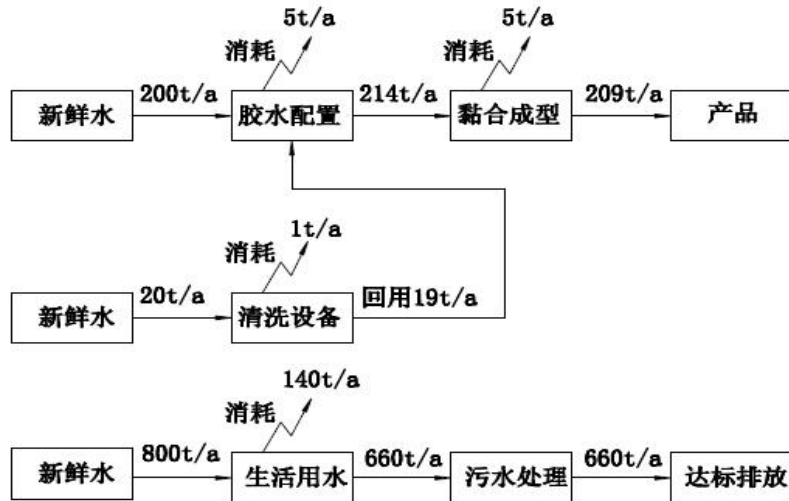 5t/a 5t/a
消耗 消耗
新鲜水 200t/a 胶水配置 214t/a 黏合成型 209t/a 产品
1t/a
消耗
新鲜水 20t/a 清洗设备 回用19t/a
140t/a
消耗
新鲜水 800t/a 生活用水 660t/a 污水处理 660t/a 达标排放